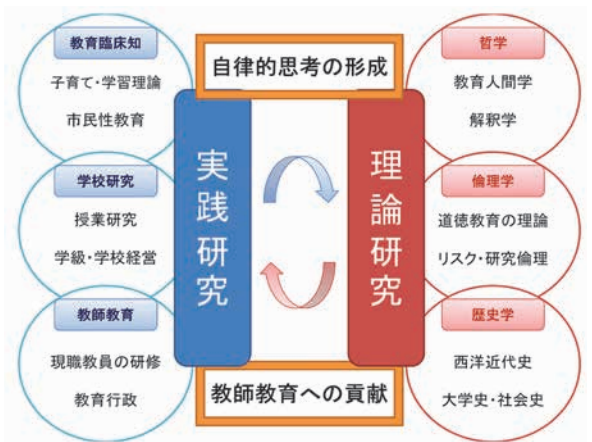 自律的思考の形成
教育臨床知
子育て・学習理論
市民性教育
学校研究
授業研究
学級・学校経営
教師教育
現職教員の研修
教育行政
実践研究
理論研究
哲学
教育人間学
解釈学
倫理学
道徳教育の理論
リスク・研究倫理
歴史学
西洋近代史
大学史・社会史
教師教育への貢献